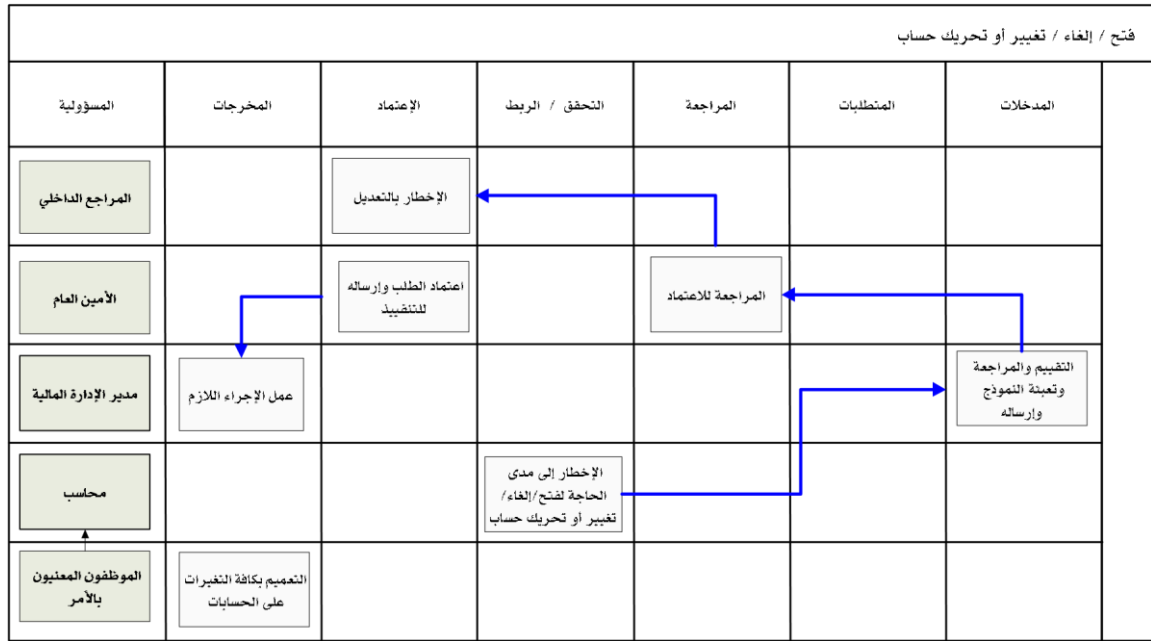 فتح / إلغاء / تغيير أو تحريك حساب
المدخلات
المتطلبات
المراجعة
التحقق / الربط
الإعتماد
المخرجات
المسؤولية
الإخطار بالتعديل
المراجع الداخلي
المراجعة للاعتماد
اعتماد الطلب وإرساله
للتنفييذ
الأمين العام
التقييم والمراجعة
وتعبئة النموذج
وإرساله
عمل الإجراء اللازم
مدير الإدارة المالية
الإخطار إلى مدى
الحاجة لفتح/إلغاء/
تغيير أو تحريك حساب
محاسب
التعميم بكافة التغيرات
على الحسابات
الموظفون المعنيون
بالأمر